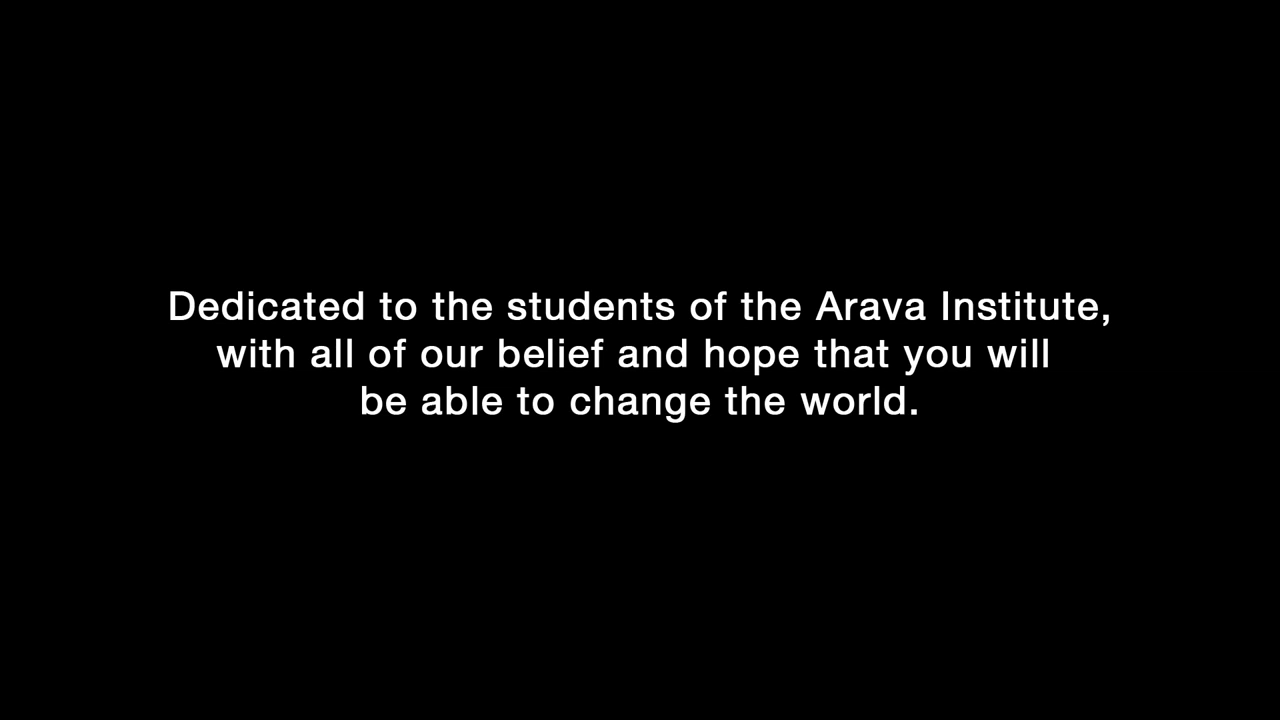 Dedicated to the students of the Arava Institute,
with all of our belief and hope that you will
be able to change the world.